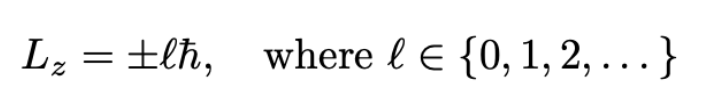 L_z = ±ℓℏ,   where ℓ ∈ {0, 1, 2, . . . }